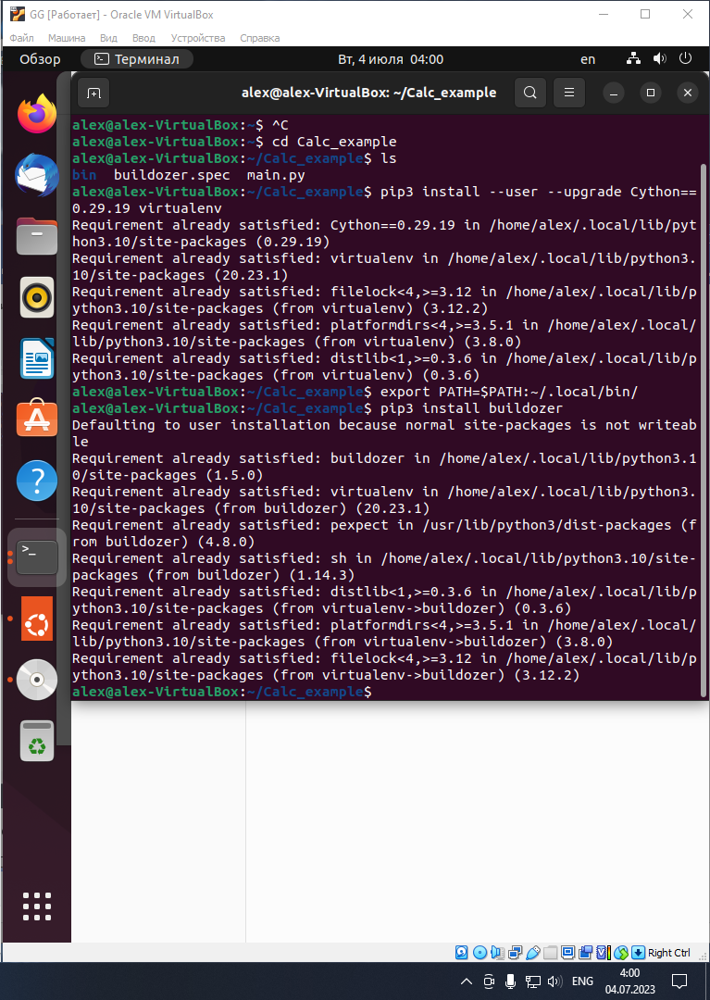 GG [Работает] - Oracle VM VirtualBox
Файл Машина Вид Ввод Устройства Справка
Обзор Терминал Вт, 4 июля 04:00 en
alex@alex-VirtualBox: ~/Calc_example
alex@alex-VirtualBox:~$ ^C
alex@alex-VirtualBox:~$ cd Calc_example
alex@alex-VirtualBox:~/Calc_example$ ls
bin buildozer.spec main.py
alex@alex-VirtualBox:~/Calc_example$ pip3 install --user --upgrade Cython==
0.29.19 virtualenv
Requirement already satisfied: Cython==0.29.19 in /home/alex/.local/lib/pyt
hon3.10/site-packages (0.29.19)
Requirement already satisfied: virtualenv in /home/alex/.local/lib/python3.
10/site-packages (20.23.1)
Requirement already satisfied: filelock<4,>=3.12 in /home/alex/.local/lib/p
ython3.10/site-packages (from virtualenv) (3.12.2)
Requirement already satisfied: platformdirs<4,>=3.5.1 in /home/alex/.local/
lib/python3.10/site-packages (from virtualenv) (3.8.0)
Requirement already satisfied: distlib<1,>=0.3.6 in /home/alex/.local/lib/p
ython3.10/site-packages (from virtualenv) (0.3.6)
alex@alex-VirtualBox:~/Calc_example$ export PATH=$PATH:~/.local/bin/
alex@alex-VirtualBox:~/Calc_example$ pip3 install buildozer
Defaulting to user installation because normal site-packages is not writeab
le
Requirement already satisfied: buildozer in /home/alex/.local/lib/python3.1
0/site-packages (1.5.0)
Requirement already satisfied: virtualenv in /home/alex/.local/lib/python3.
10/site-packages (from buildozer) (20.23.1)
Requirement already satisfied: pexpect in /usr/lib/python3/dist-packages (f
rom buildozer) (4.8.0)
Requirement already satisfied: sh in /home/alex/.local/lib/python3.10/site-
packages (from buildozer) (1.14.3)
Requirement already satisfied: distlib<1,>=0.3.6 in /home/alex/.local/lib/p
ython3.10/site-packages (from virtualenv->buildozer) (0.3.6)
Requirement already satisfied: platformdirs<4,>=3.5.1 in /home/alex/.local/
lib/python3.10/site-packages (from virtualenv->buildozer) (3.8.0)
Requirement already satisfied: filelock<4,>=3.12 in /home/alex/.local/lib/p
ython3.10/site-packages (from virtualenv->buildozer) (3.12.2)
alex@alex-VirtualBox:~/Calc_example$
Right Ctrl
ENG
4:00
04.07.2023